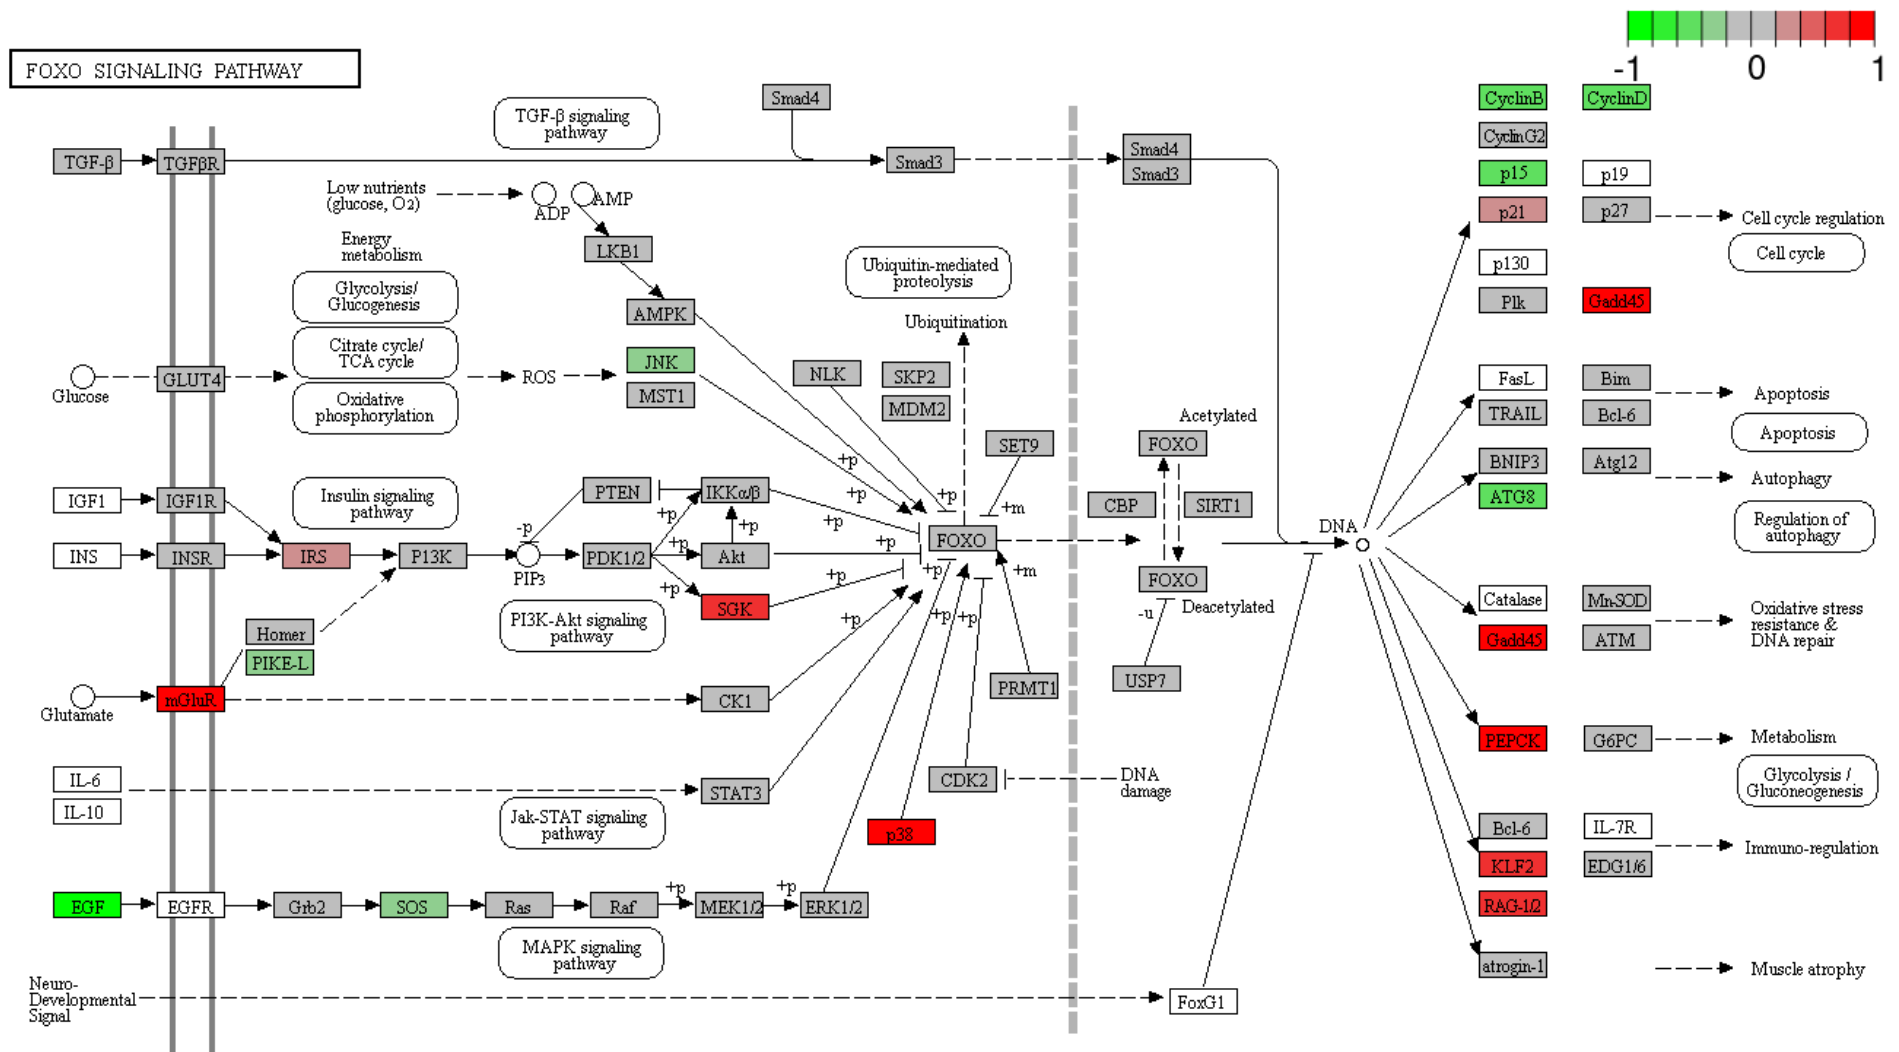 FOXO SIGNALING PATHWAY
-1 0 1
TGF-β
TGFβR
TGF-β signaling
pathway
Smad4
Smad3
Smad4
Smad3
Low nutrients
(glucose, O2)
ADP
AMP
LKB1
AMPK
Energy
metabolism
Glycolysis/
Glucogenesis
Citrate cycle/
TCA cycle
Oxidative
phosphorylation
Glucose
GLUT4
ROS
JNK
MST1
Ubiquitin-mediated
proteolysis
Ubiquitination
NLK
SKP2
MDM2
SET9
+p
+p
+p
+m
IGF1
IGF1R
Insulin signaling
pathway
INS
INSR
IRS
P13K
PTEN
-p
PIP3
PDK1/2
IKKα/β
Akt
SGK
+p
+p
+p
+p
+p
+p
+p
+p
+p
FOXO
+m
PI3K-Akt signaling
pathway
Homer
PIKE-L
Glutamate
mGluR
CK1
+p
+p
PRMT1
IL-6
IL-10
STAT3
Jak-STAT signaling
pathway
CDK2
DNA
damage
p38
EGF
EGFR
Grb2
SOS
Ras
Raf
+p
MEK1/2
+p
ERK1/2
MAPK signaling
pathway
Neuro-
Developmental
Signal
FoxG1
Acetylated
FOXO
CBP
SIRT1
FOXO
Deacetylated
-u
USP7
DNA
CyclinB
CyclinD
CyclinG2
p15
p19
p21
p27
Cell cycle regulation
Cell cycle
p130
Plk
Gadd45
FasL
Bim
Apoptosis
TRAIL
Bcl-6
Apoptosis
BNIP3
Atg12
Autophagy
ATG8
Regulation of
autophagy
Catalase
Mn-SOD
Oxidative stress
resistance &
DNA repair
Gadd45
ATM
PEPCK
G6PC
Metabolism
Glycolysis /
Gluconeogenesis
Bcl-6
IL-7R
Immuno-regulation
KLF2
EDG1/6
RAG-1/2
atrogin-1
Muscle atrophy